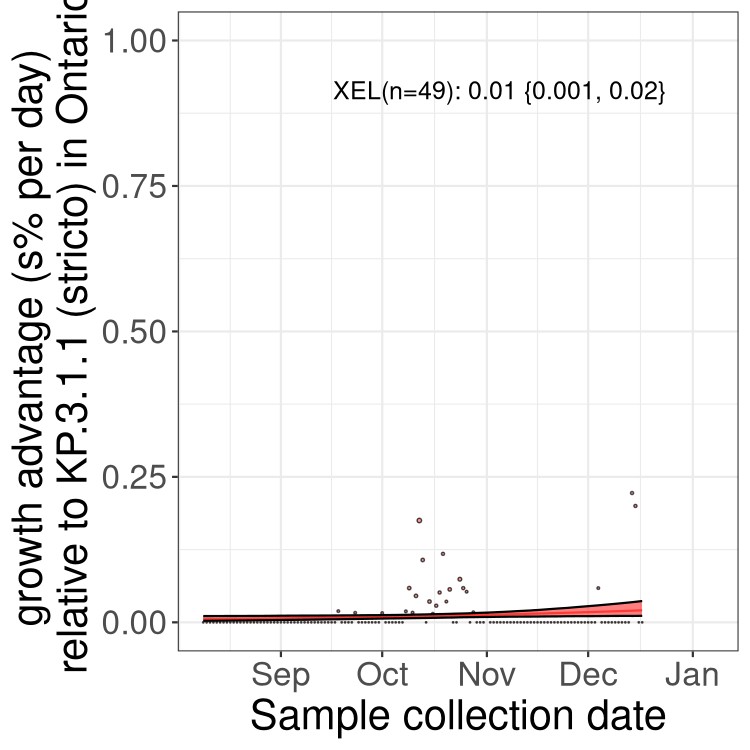 growth advantage (s% per day)
relative to KP.3.1.1 (stricto) in Ontario
1.00
0.75
0.50
0.25
0.00
XEL(n=49): 0.01 {0.001, 0.02}
Sep Oct Nov Dec Jan
Sample collection date